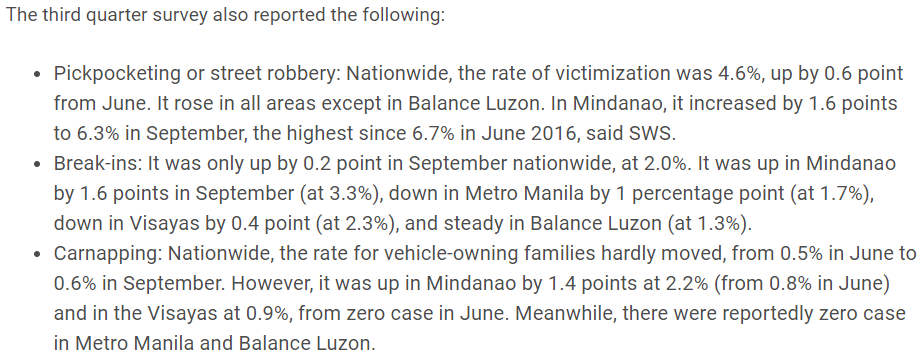 The third quarter survey also reported the following:
• Pickpocketing or street robbery: Nationwide, the rate of victimization was 4.6%, up by 0.6 point
from June. It rose in all areas except in Balance Luzon. In Mindanao, it increased by 1.6 points
to 6.3% in September, the highest since 6.7% in June 2016, said SWS.
• Break-ins: It was only up by 0.2 point in September nationwide, at 2.0%. It was up in Mindanao
by 1.6 points in September (at 3.3%), down in Metro Manila by 1 percentage point (at 1.7%),
down in Visayas by 0.4 point (at 2.3%), and steady in Balance Luzon (at 1.3%).
• Carnapping: Nationwide, the rate for vehicle-owning families hardly moved, from 0.5% in June to
0.6% in September. However, it was up in Mindanao by 1.4 points at 2.2% (from 0.8% in June)
and in the Visayas at 0.9%, from zero case in June. Meanwhile, there were reportedly zero case
in Metro Manila and Balance Luzon.